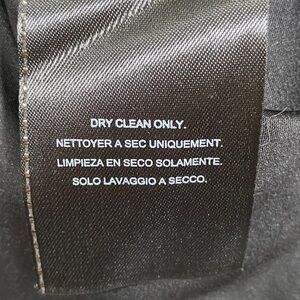 DRY CLEAN ONLY.
NETTOYER A SEC UNIQUEMENT.
LIMPIEZA EN SECO SOLAMENTE.
SOLO LAVAGGIO A SECCO.